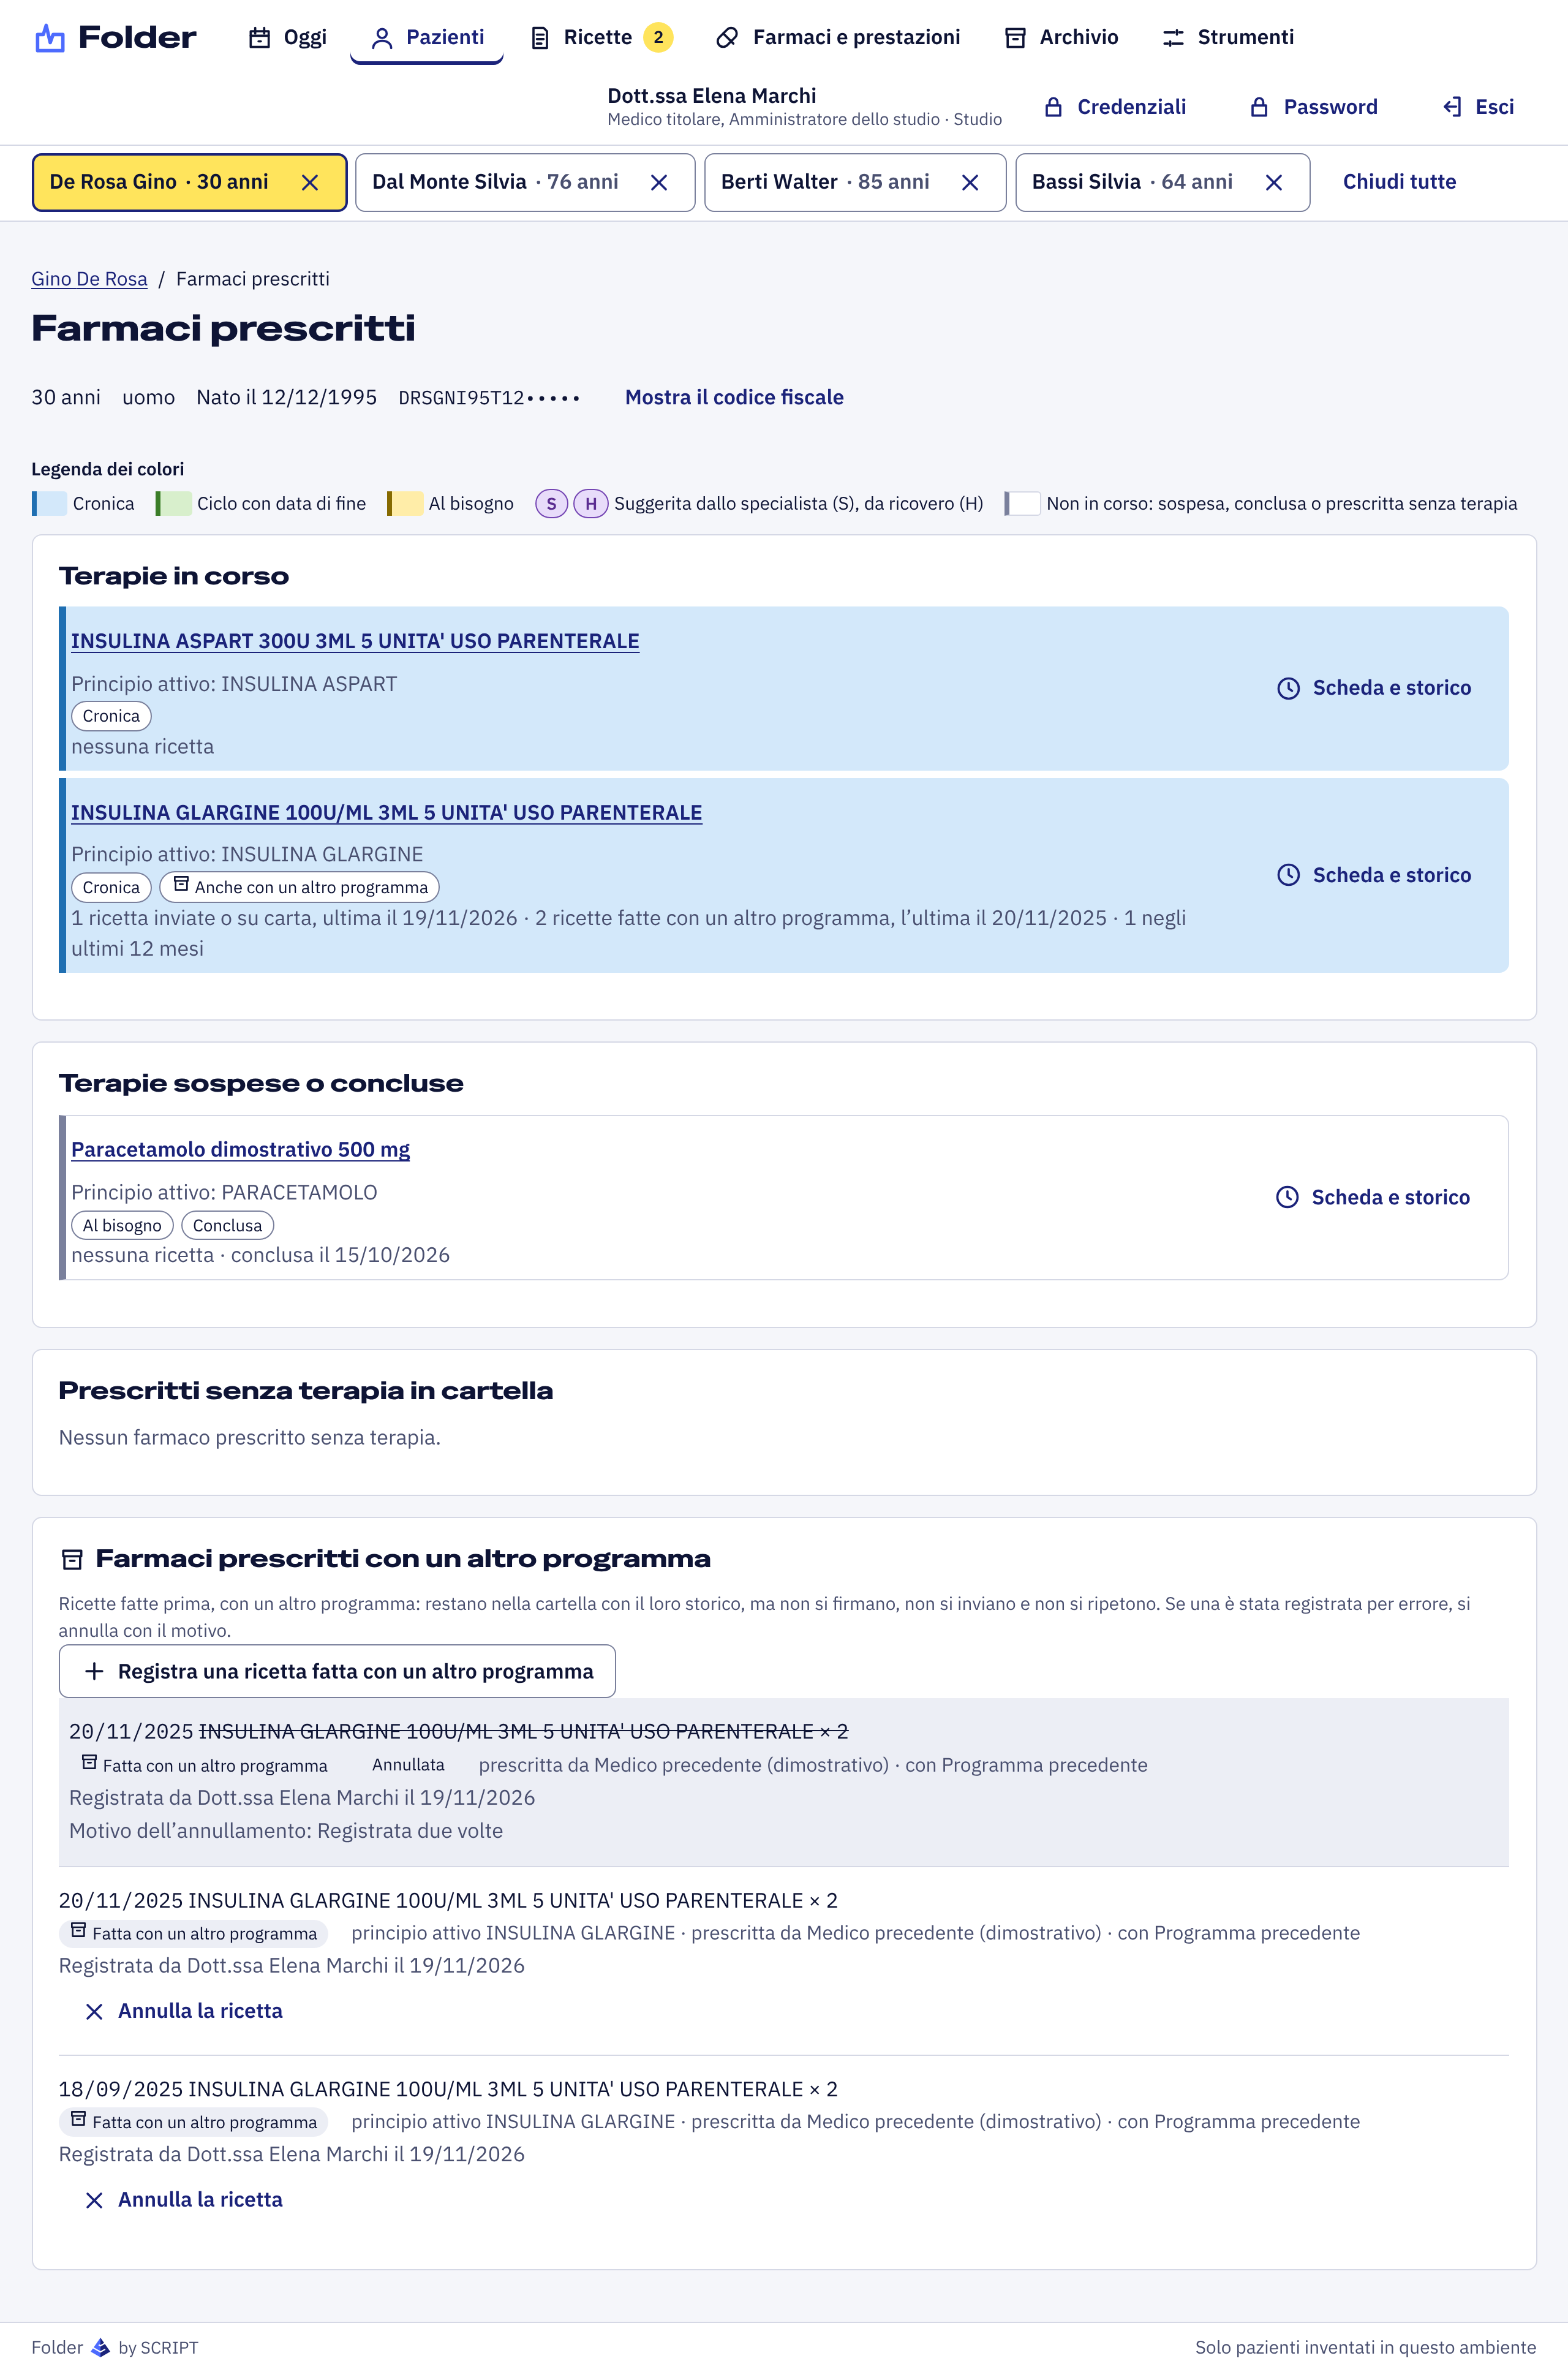 Folder
Oggi
Pazienti
Ricette 2
Farmaci e prestazioni
Archivio
Strumenti
Dott.ssa Elena Marchi
Medico titolare, Amministratore dello studio · Studio
Credenziali
Password
Esci
De Rosa Gino · 30 anni
Dal Monte Silvia · 76 anni
Berti Walter · 85 anni
Bassi Silvia · 64 anni
Chiudi tutte
Gino De Rosa / Farmaci prescritti
Farmaci prescritti
30 anni uomo Nato il 12/12/1995 DRSGNI95T12••••• Mostra il codice fiscale
Legenda dei colori
Cronica
Ciclo con data di fine
Al bisogno
S H Suggerita dallo specialista (S), da ricovero (H)
Non in corso: sospesa, conclusa o prescritta senza terapia
Terapie in corso
INSULINA ASPART 300U 3ML 5 UNITA' USO PARENTERALE
Principio attivo: INSULINA ASPART
Cronica
nessuna ricetta
Scheda e storico
INSULINA GLARGINE 100U/ML 3ML 5 UNITA' USO PARENTERALE
Principio attivo: INSULINA GLARGINE
Cronica Anche con un altro programma
1 ricetta inviate o su carta, ultima il 19/11/2026 · 2 ricette fatte con un altro programma, l’ultima il 20/11/2025 · 1 negli
ultimi 12 mesi
Scheda e storico
Terapie sospese o concluse
Paracetamolo dimostrativo 500 mg
Principio attivo: PARACETAMOLO
Al bisogno Conclusa
nessuna ricetta · conclusa il 15/10/2026
Scheda e storico
Prescritti senza terapia in cartella
Nessun farmaco prescritto senza terapia.
Farmaci prescritti con un altro programma
Ricette fatte prima, con un altro programma: restano nella cartella con il loro storico, ma non si firmano, non si inviano e non si ripetono. Se una è stata registrata per errore, si
annulla con il motivo.
Registra una ricetta fatta con un altro programma
20/11/2025 INSULINA GLARGINE 100U/ML 3ML 5 UNITA' USO PARENTERALE × 2
Fatta con un altro programma Annullata prescritta da Medico precedente (dimostrativo) · con Programma precedente
Registrata da Dott.ssa Elena Marchi il 19/11/2026
Motivo dell’annullamento: Registrata due volte
20/11/2025 INSULINA GLARGINE 100U/ML 3ML 5 UNITA' USO PARENTERALE × 2
Fatta con un altro programma principio attivo INSULINA GLARGINE · prescritta da Medico precedente (dimostrativo) · con Programma precedente
Registrata da Dott.ssa Elena Marchi il 19/11/2026
Annulla la ricetta
18/09/2025 INSULINA GLARGINE 100U/ML 3ML 5 UNITA' USO PARENTERALE × 2
Fatta con un altro programma principio attivo INSULINA GLARGINE · prescritta da Medico precedente (dimostrativo) · con Programma precedente
Registrata da Dott.ssa Elena Marchi il 19/11/2026
Annulla la ricetta
Folder by SCRIPT
Solo pazienti inventati in questo ambiente